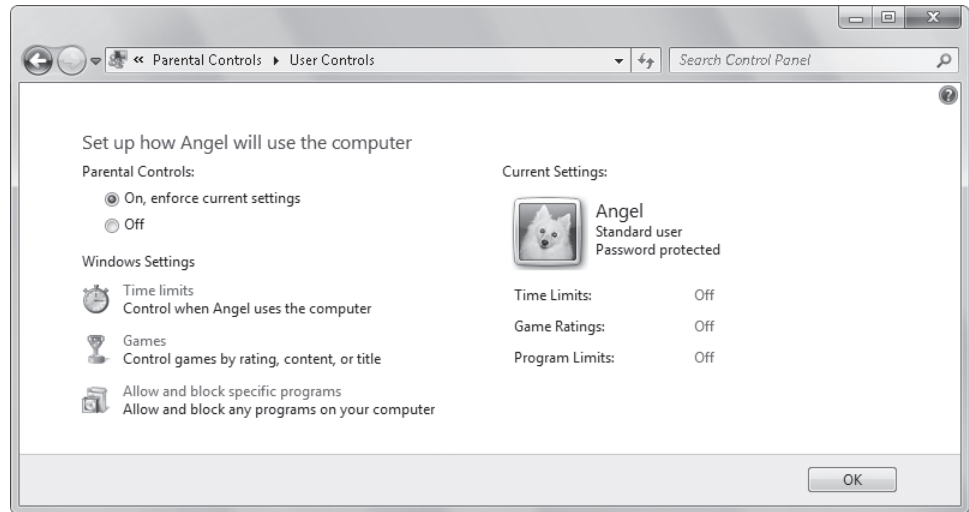 « Parental Controls ▸ User Controls
Search Control Panel
Set up how Angel will use the computer
Parental Controls:
On, enforce current settings
Off
Windows Settings
Time limits
Control when Angel uses the computer
Games
Control games by rating, content, or title
Allow and block specific programs
Allow and block any programs on your computer
Current Settings:
Angel
Standard user
Password protected
Time Limits: Off
Game Ratings: Off
Program Limits: Off
OK